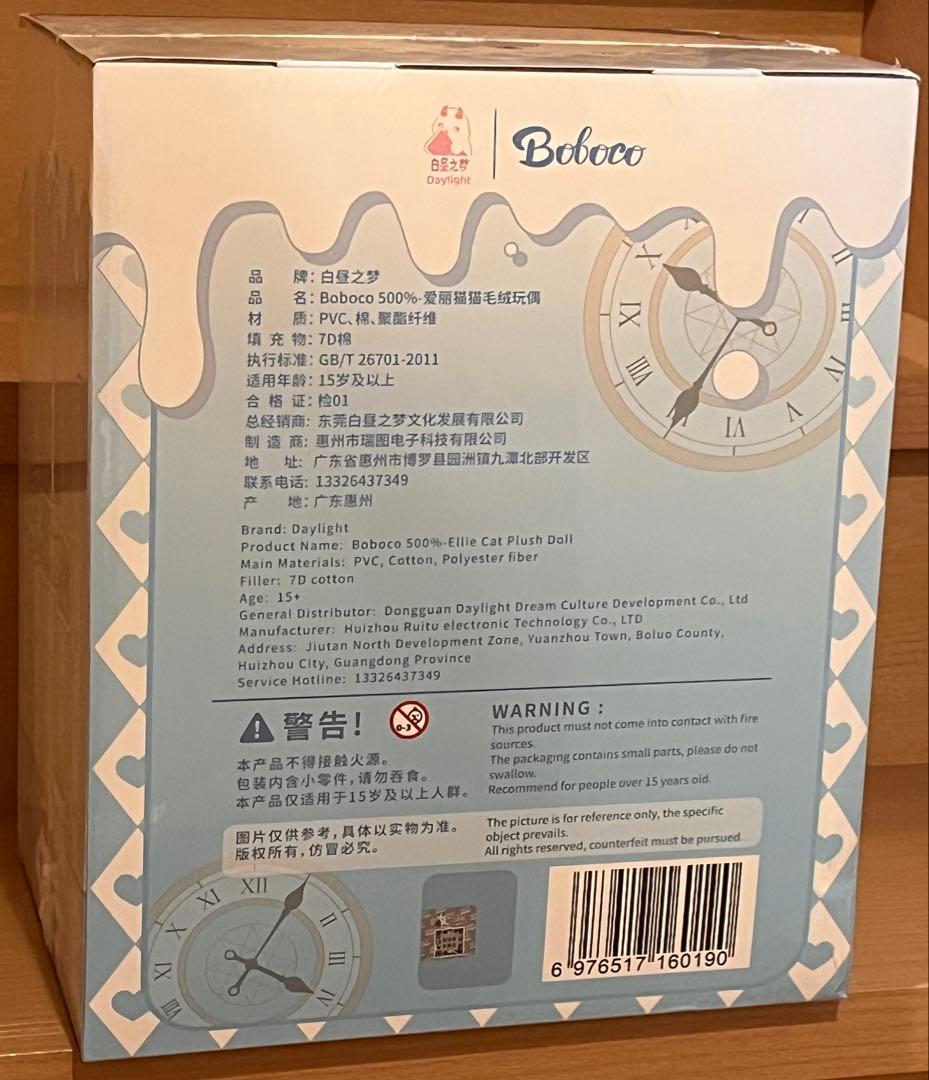 白昼之梦
Daylight
Boboco
品 牌：白昼之梦
品 名：Boboco 500%-爱丽猫猫毛绒玩偶
材 质：PVC、棉、聚酯纤维
填 充 物：7D棉
执行标准：GB/T 26701-2011
适用年龄：15岁及以上
合 格 证：检01
总经销商：东莞白昼之梦文化发展有限公司
制 造 商：惠州市瑞图电子科技有限公司
地 址：广东省惠州市博罗县园洲镇九潭北部开发区
联系电话：13326437349
产 地：广东惠州
Brand: Daylight
Product Name: Boboco 500%-Ellie Cat Plush Doll
Main Materials: PVC, Cotton, Polyester fiber
Filler: 7D cotton
Age: 15+
General Distributor: Dongguan Daylight Dream Culture Development Co., Ltd
Manufacturer: Huizhou Ruitu electronic Technology Co., LTD
Address: Jiutan North Development Zone, Yuanzhou Town, Boluo County,
Huizhou City, Guangdong Province
Service Hotline: 13326437349
警告！
0-3
本产品不得接触火源。
包装内含小零件，请勿吞食。
本产品仅适用于15岁及以上人群。
WARNING：
This product must not come into contact with fire
sources.
The packaging contains small parts, please do not
swallow.
Recommend for people over 15 years old.
图片仅供参考，具体以实物为准。
版权所有，仿冒必究。
The picture is for reference only, the specific
object prevails.
All rights reserved, counterfeit must be pursued.
X
IX
VIII
VI
V
II
III
XII
XI
X
IX
VIII
II
III
IV
6 976517 160190